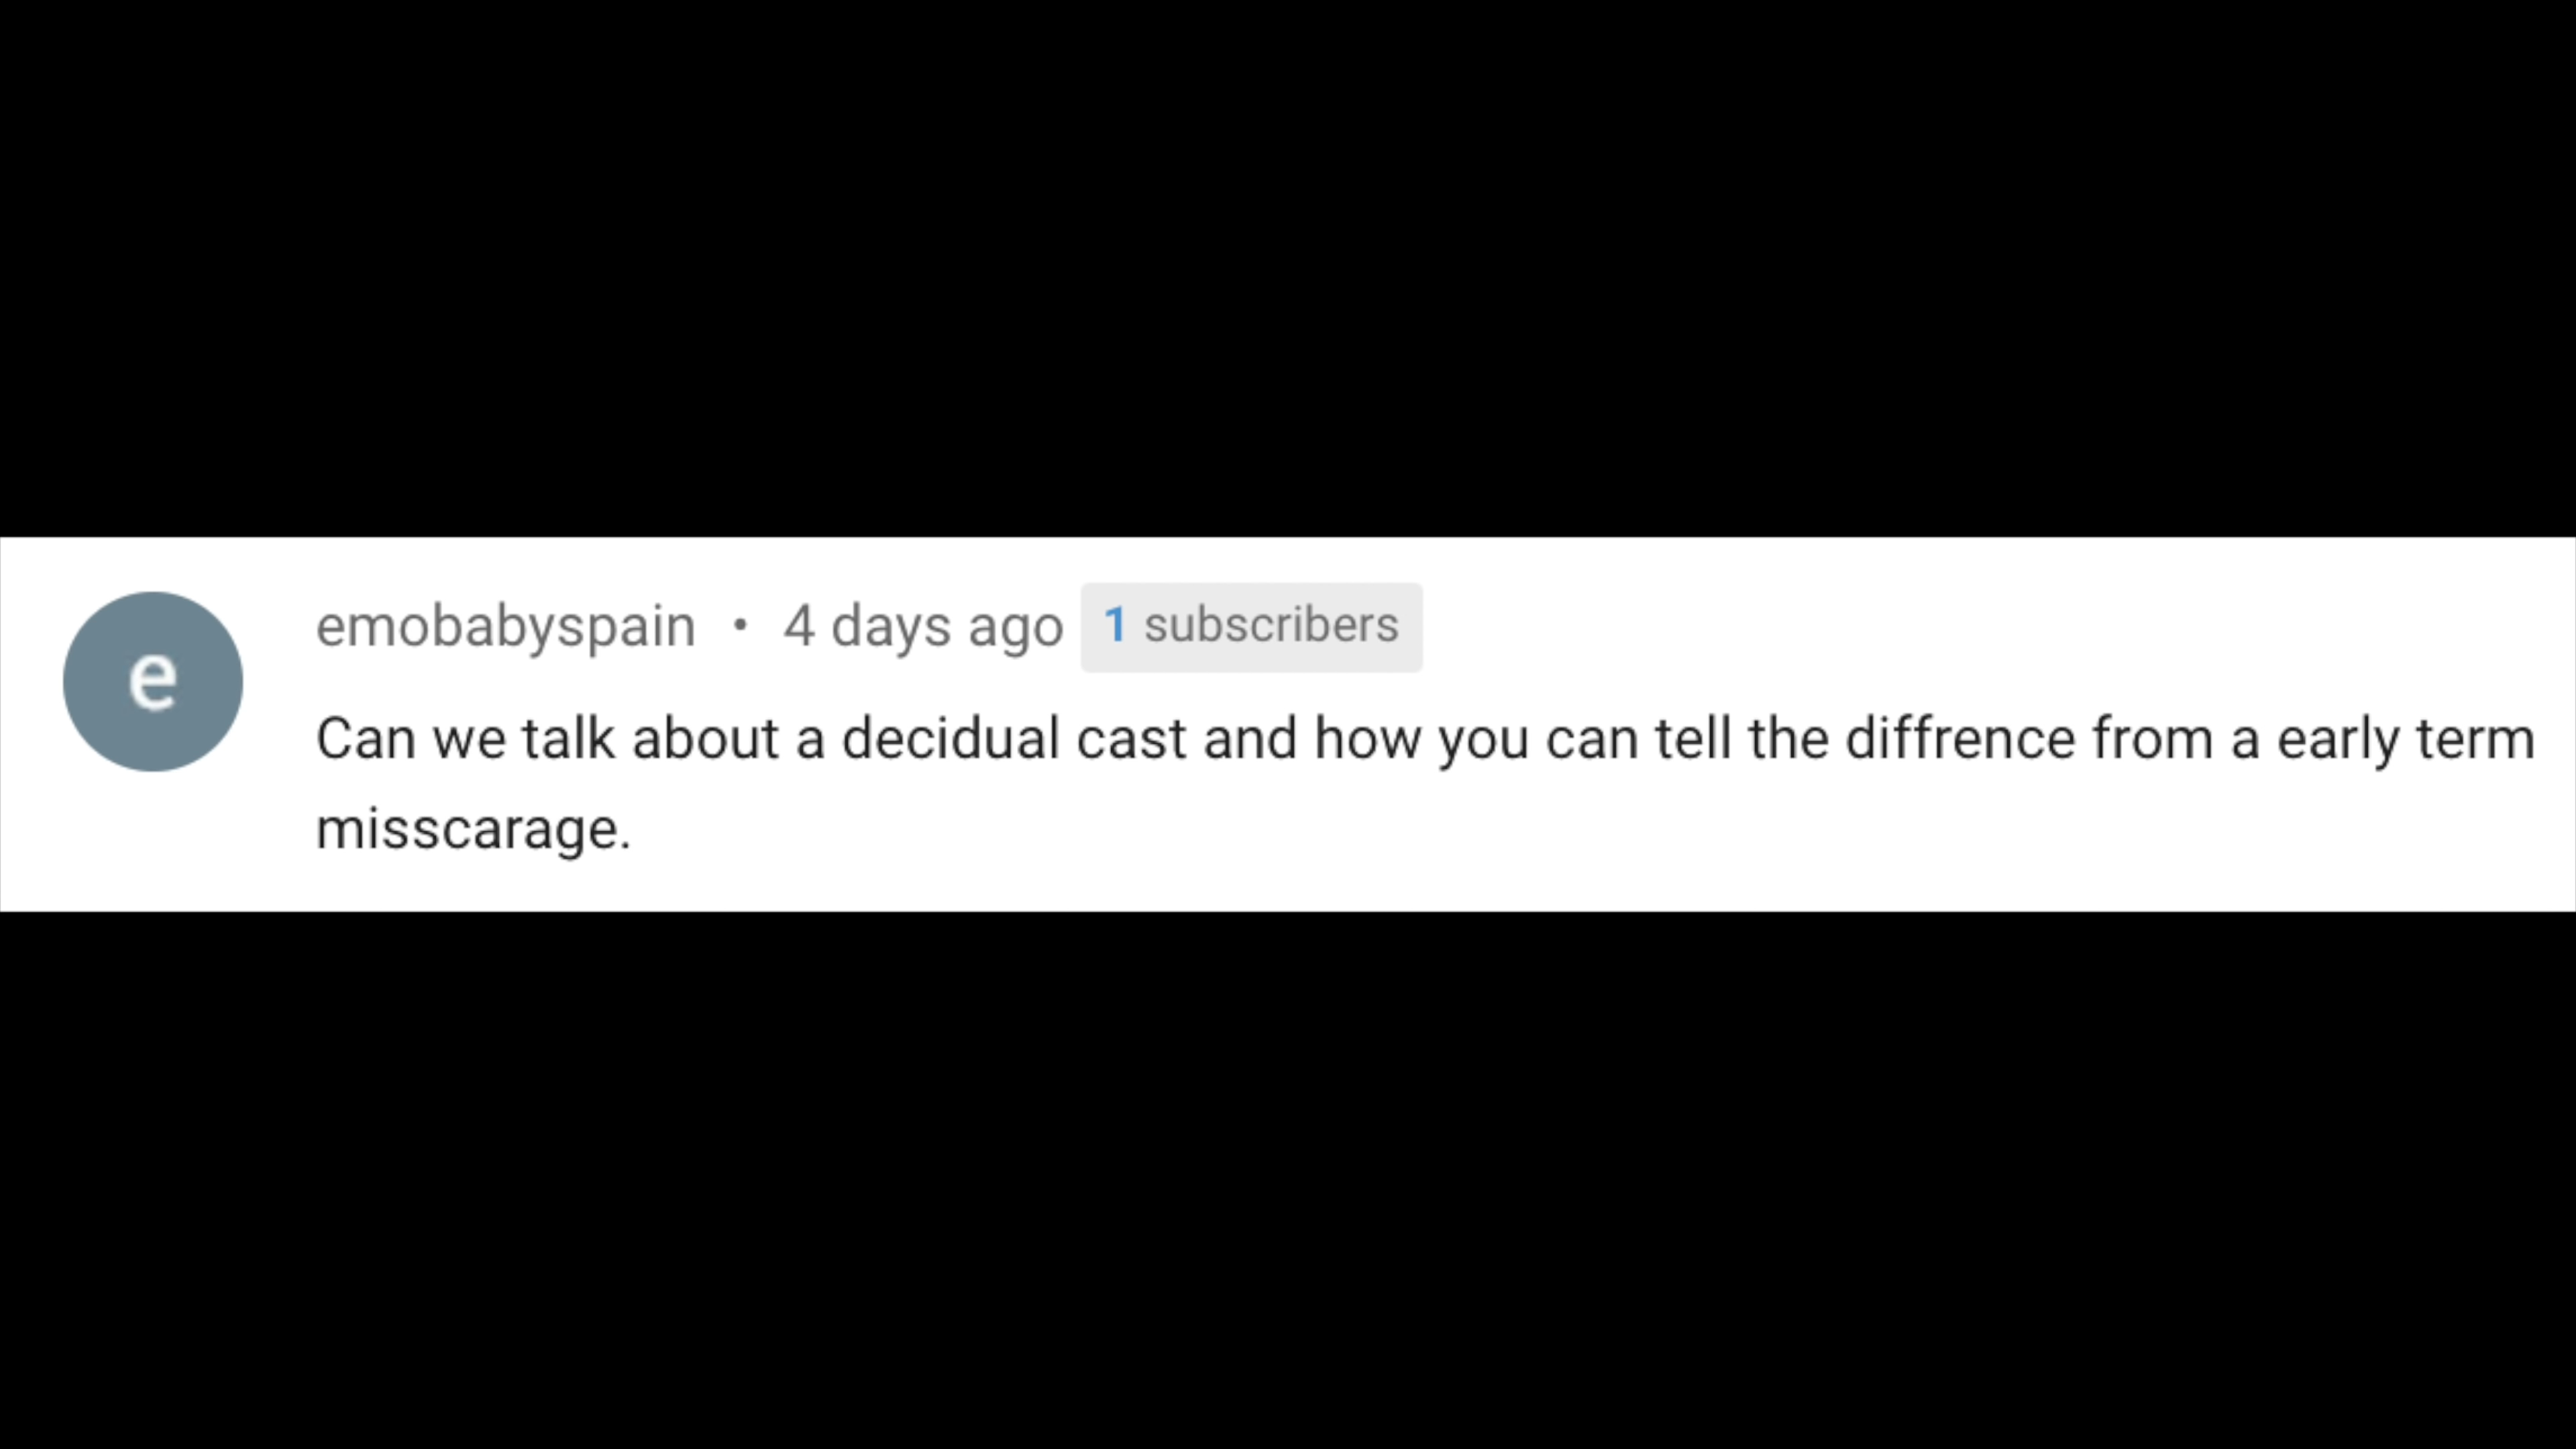 e
emobabyspain • 4 days ago 1 subscribers
Can we talk about a decidual cast and how you can tell the diffrence from a early term
misscarage.